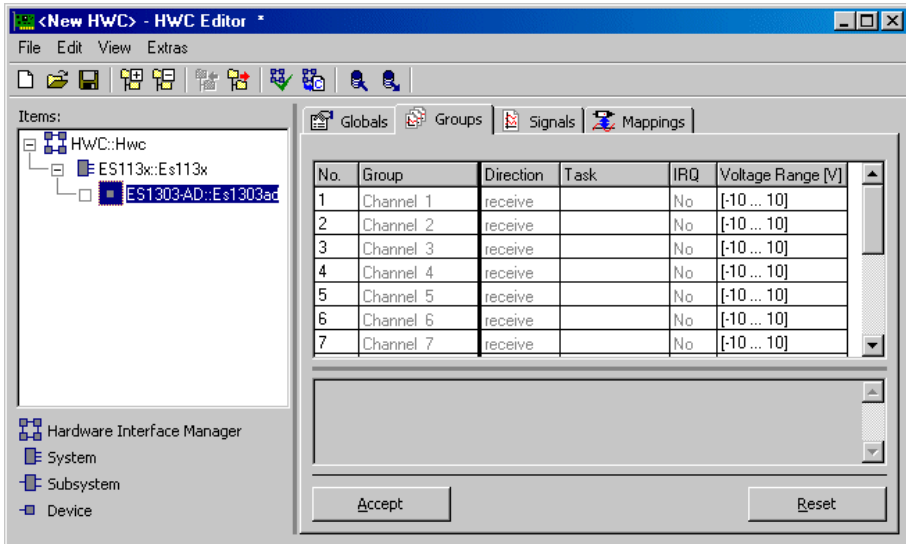 <New HWC> - HWC Editor *
File Edit View Extras
Items:
HWC::Hwc
ES113x::Es113x
ES1303-AD::Es1303ad
Hardware Interface Manager
System
Subsystem
Device
Globals Groups Signals Mappings
No. Group Direction Task IRQ Voltage Range [V]
1 Channel 1 receive No [-10 ... 10]
2 Channel 2 receive No [-10 ... 10]
3 Channel 3 receive No [-10 ... 10]
4 Channel 4 receive No [-10 ... 10]
5 Channel 5 receive No [-10 ... 10]
6 Channel 6 receive No [-10 ... 10]
7 Channel 7 receive No [-10 ... 10]
Accept Reset